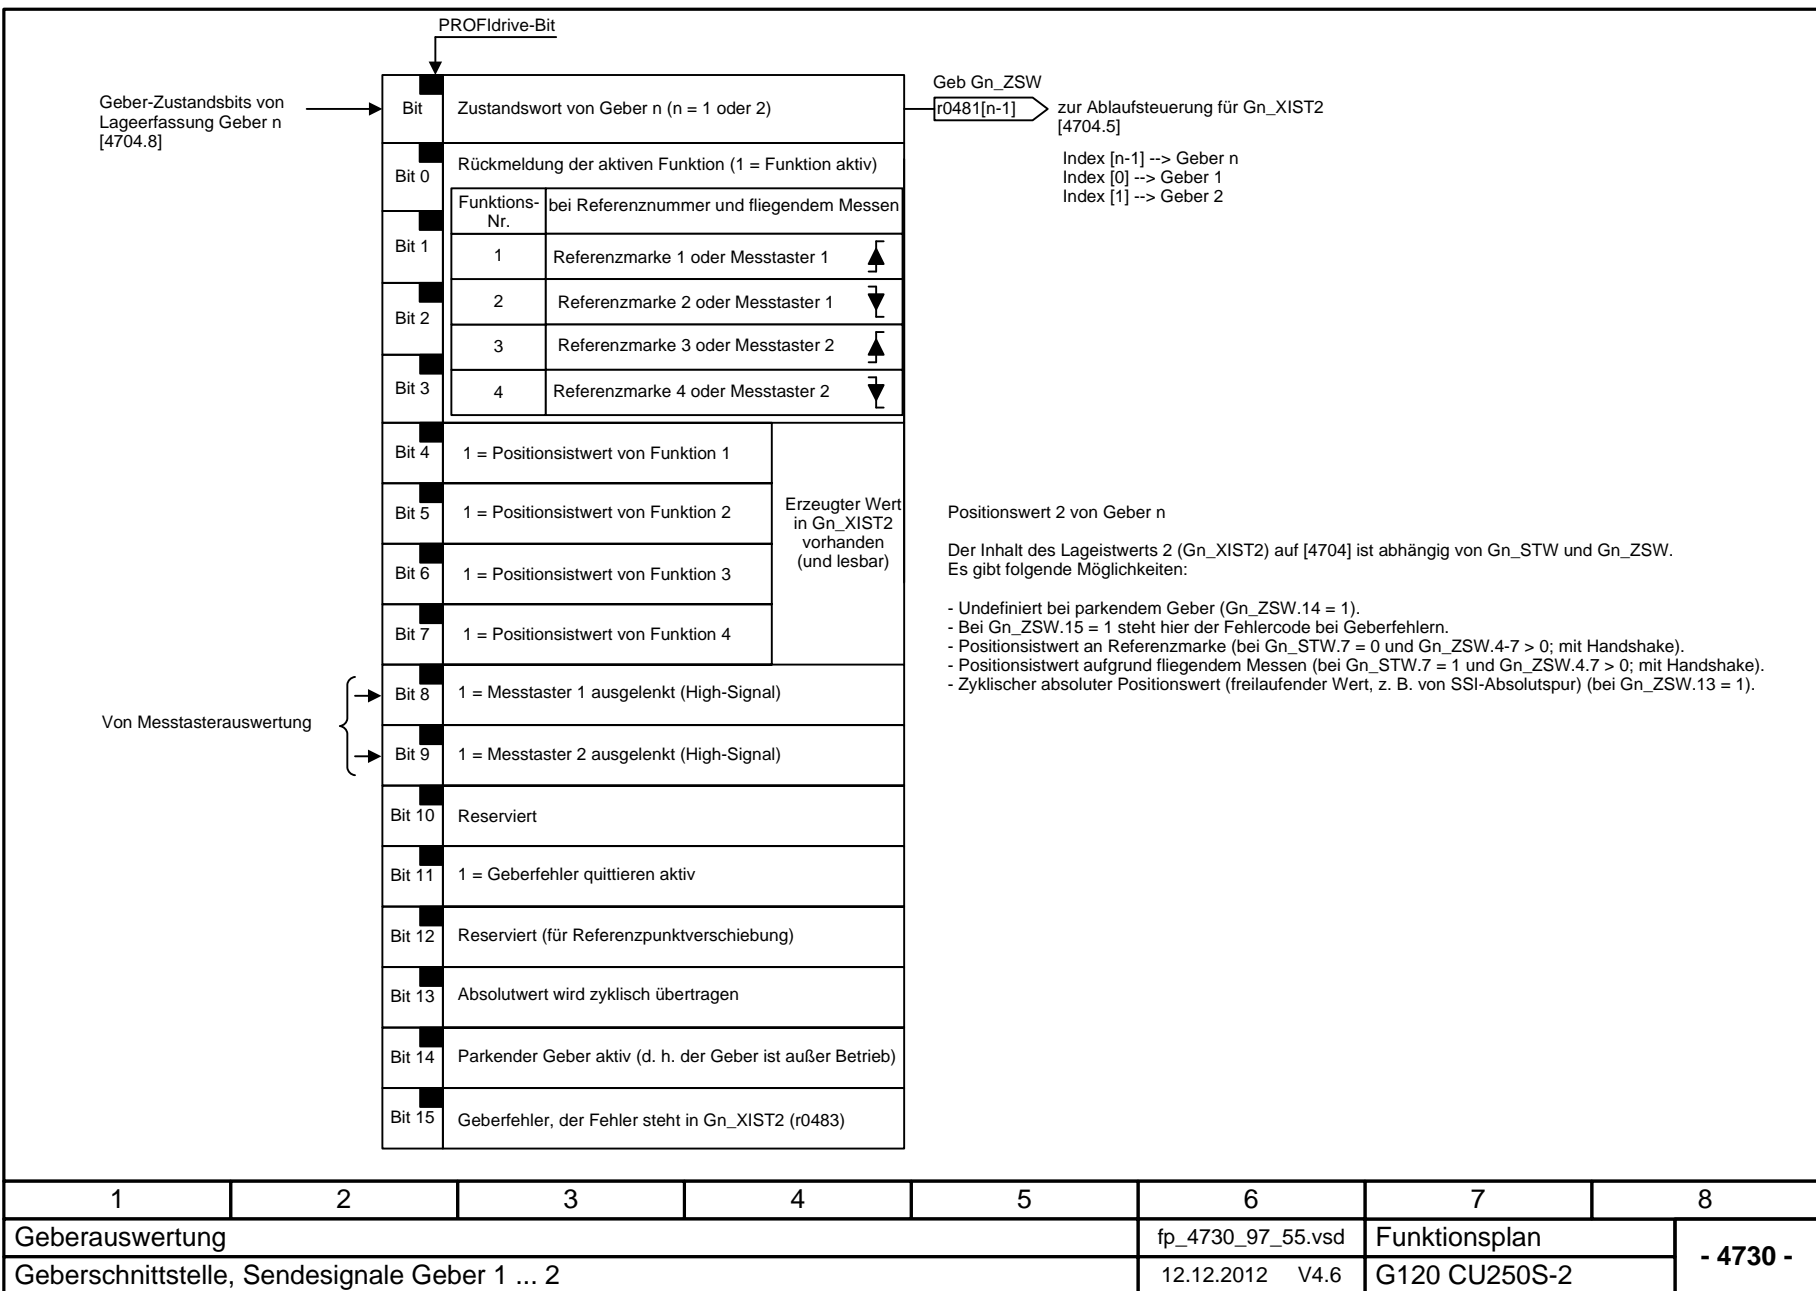 PROFIdrive-Bit
Geber-Zustandsbits von
Lageerfassung Geber n
[4704.8]
Bit
Zustandswort von Geber n (n = 1 oder 2)
Geb Gn_ZSW
r0481[n-1]
zur Ablaufsteuerung für Gn_XIST2
[4704.5]
Index [n-1] --> Geber n
Index [0] --> Geber 1
Index [1] --> Geber 2
Bit 0
Rückmeldung der aktiven Funktion (1 = Funktion aktiv)
Funktions-
Nr.
bei Referenznummer und fliegendem Messen
Bit 1
1
Referenzmarke 1 oder Messtaster 1
Bit 2
2
Referenzmarke 2 oder Messtaster 1
3
Referenzmarke 3 oder Messtaster 2
Bit 3
4
Referenzmarke 4 oder Messtaster 2
Bit 4
1 = Positionsistwert von Funktion 1
Bit 5
1 = Positionsistwert von Funktion 2
Bit 6
1 = Positionsistwert von Funktion 3
Bit 7
1 = Positionsistwert von Funktion 4
Erzeugter Wert
in Gn_XIST2
vorhanden
(und lesbar)
Positionswert 2 von Geber n
Der Inhalt des Lageistwerts 2 (Gn_XIST2) auf [4704] ist abhängig von Gn_STW und Gn_ZSW.
Es gibt folgende Möglichkeiten:
- Undefiniert bei parkendem Geber (Gn_ZSW.14 = 1).
- Bei Gn_ZSW.15 = 1 steht hier der Fehlercode bei Geberfehlern.
- Positionsistwert an Referenzmarke (bei Gn_STW.7 = 0 und Gn_ZSW.4-7 > 0; mit Handshake).
- Positionsistwert aufgrund fliegendem Messen (bei Gn_STW.7 = 1 und Gn_ZSW.4.7 > 0; mit Handshake).
- Zyklischer absoluter Positionswert (freilaufender Wert, z. B. von SSI-Absolutspur) (bei Gn_ZSW.13 = 1).
Von Messtasterauswertung
Bit 8
1 = Messtaster 1 ausgelenkt (High-Signal)
Bit 9
1 = Messtaster 2 ausgelenkt (High-Signal)
Bit 10
Reserviert
Bit 11
1 = Geberfehler quittieren aktiv
Bit 12
Reserviert (für Referenzpunktverschiebung)
Bit 13
Absolutwert wird zyklisch übertragen
Bit 14
Parkender Geber aktiv (d. h. der Geber ist außer Betrieb)
Bit 15
Geberfehler, der Fehler steht in Gn_XIST2 (r0483)
1 2 3 4 5 6 7 8
Geberauswertung
fp_4730_97_55.vsd
Funktionsplan
- 4730 -
Geberschnittstelle, Sendesignale Geber 1 ... 2
12.12.2012 V4.6
G120 CU250S-2